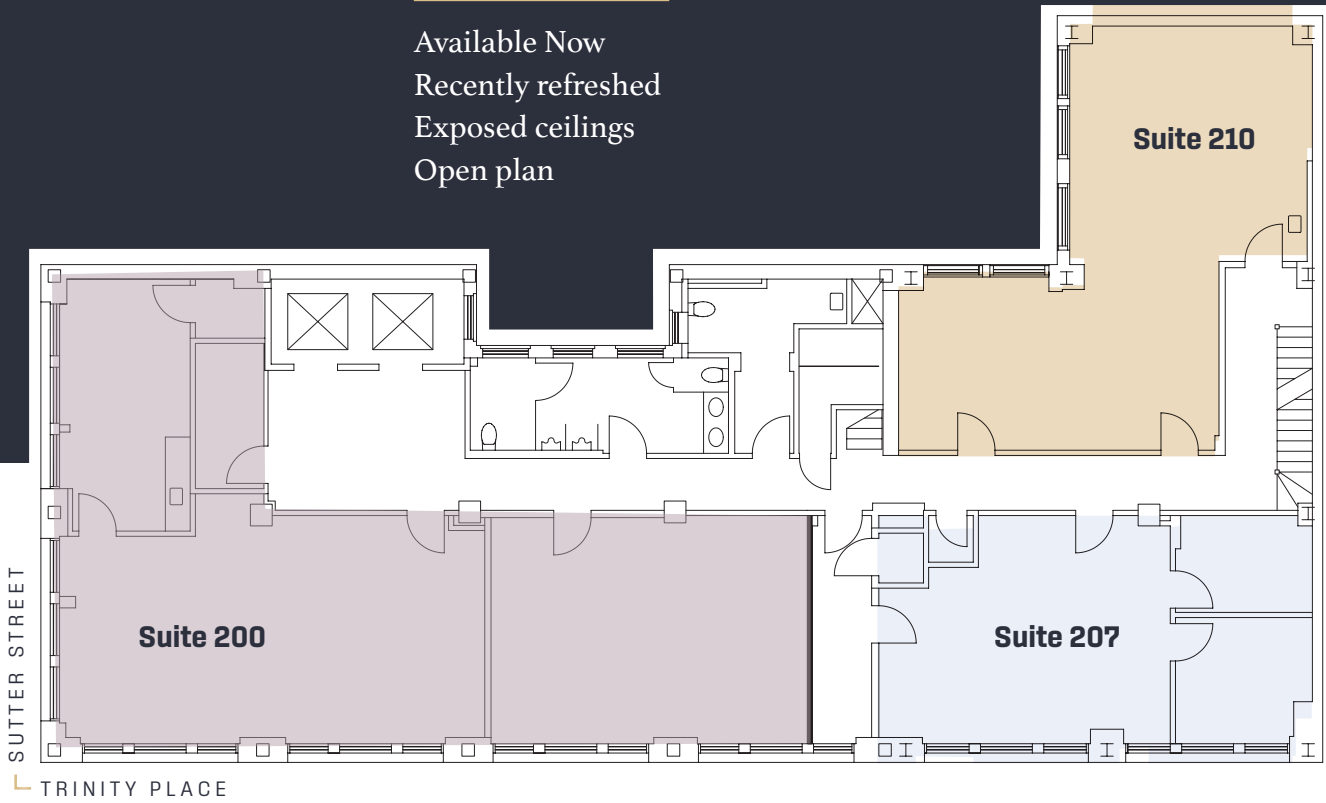 Available Now
Recently refreshed
Exposed ceilings
Open plan
Suite 210
Suite 200
Suite 207
SUTTER STREET
TRINITY PLACE